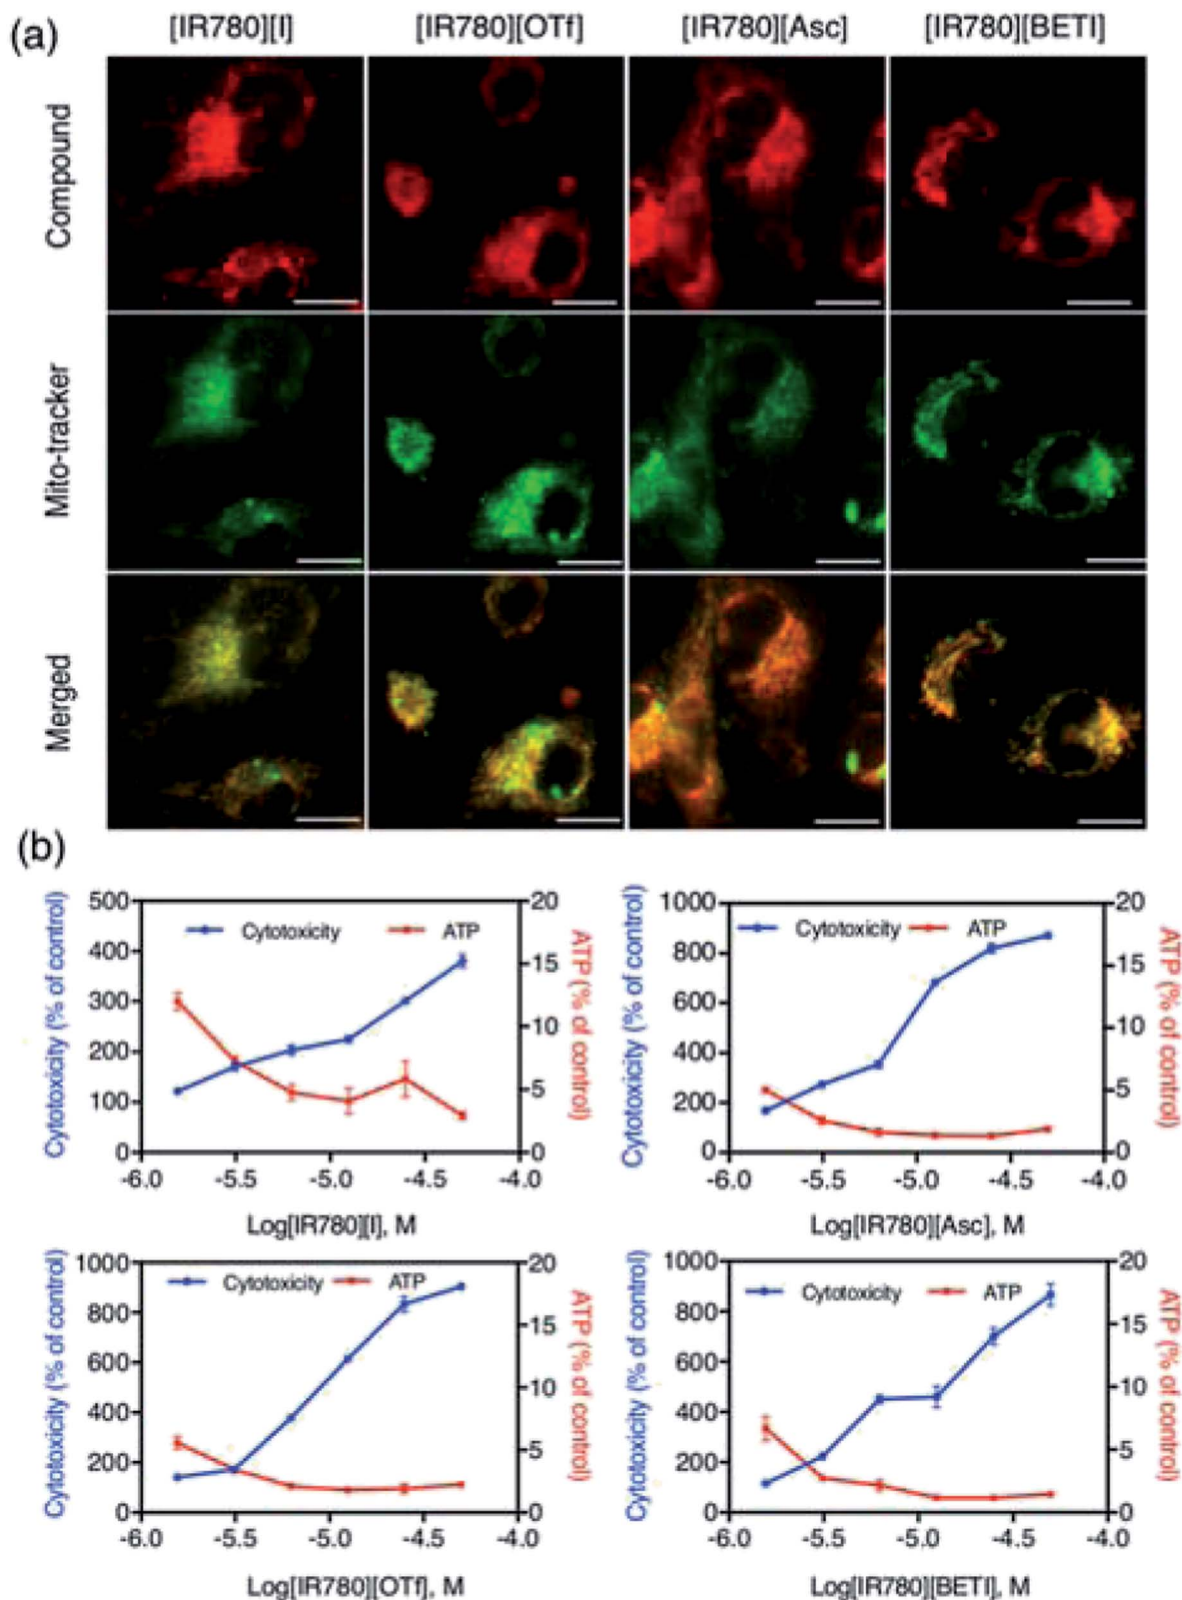 (a)
[IR780][I] [IR780][OTf] [IR780][Asc] [IR780][BETI]
Compound
Mito-tracker
Merged
(b)
Cytotoxicity (% of control)
500
400
300
200
100
0
Cytotoxicity ATP
20
15
10
5
0
ATP (% of control)
-6.0 -5.5 -5.0 -4.5 -4.0
Log[IR780][I], M
Cytotoxicity (% of control)
1000
800
600
400
200
0
Cytotoxicity ATP
20
15
10
5
0
ATP (% of control)
-6.0 -5.5 -5.0 -4.5 -4.0
Log[IR780][Asc], M
Cytotoxicity (% of control)
1000
800
600
400
200
0
Cytotoxicity ATP
20
15
10
5
0
ATP (% of control)
-6.0 -5.5 -5.0 -4.5 -4.0
Log[IR780][OTf], M
Cytotoxicity (% of control)
1000
800
600
400
200
0
Cytotoxicity ATP
20
15
10
5
0
ATP (% of control)
-6.0 -5.5 -5.0 -4.5 -4.0
Log[IR780][BETI], M